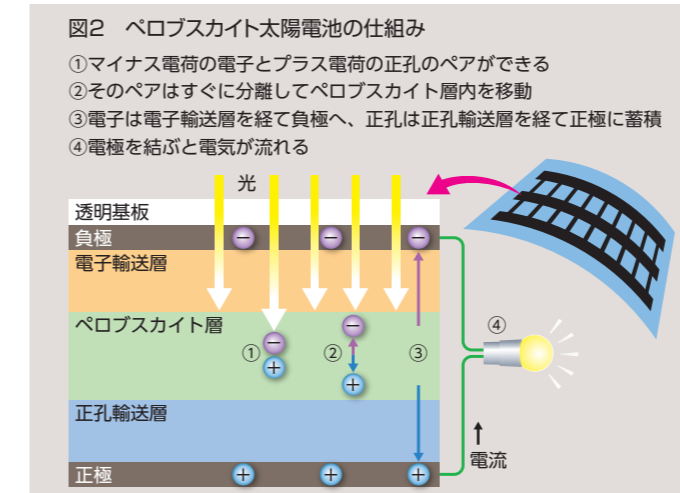 図2 ペロブスカイト太陽電池の仕組み
①マイナス電荷の電子とプラス電荷の正孔のペアができる
②そのペアはすぐに分離してペロブスカイト層内を移動
③電子は電子輸送層を経て負極へ、正孔は正孔輸送層を経て正極に蓄積
④電極を結ぶと電気が流れる
光
透明基板
負極 − − −
電子輸送層
ペロブスカイト層
① − + ② − + ③ ④
正孔輸送層
電流
正極 + + +